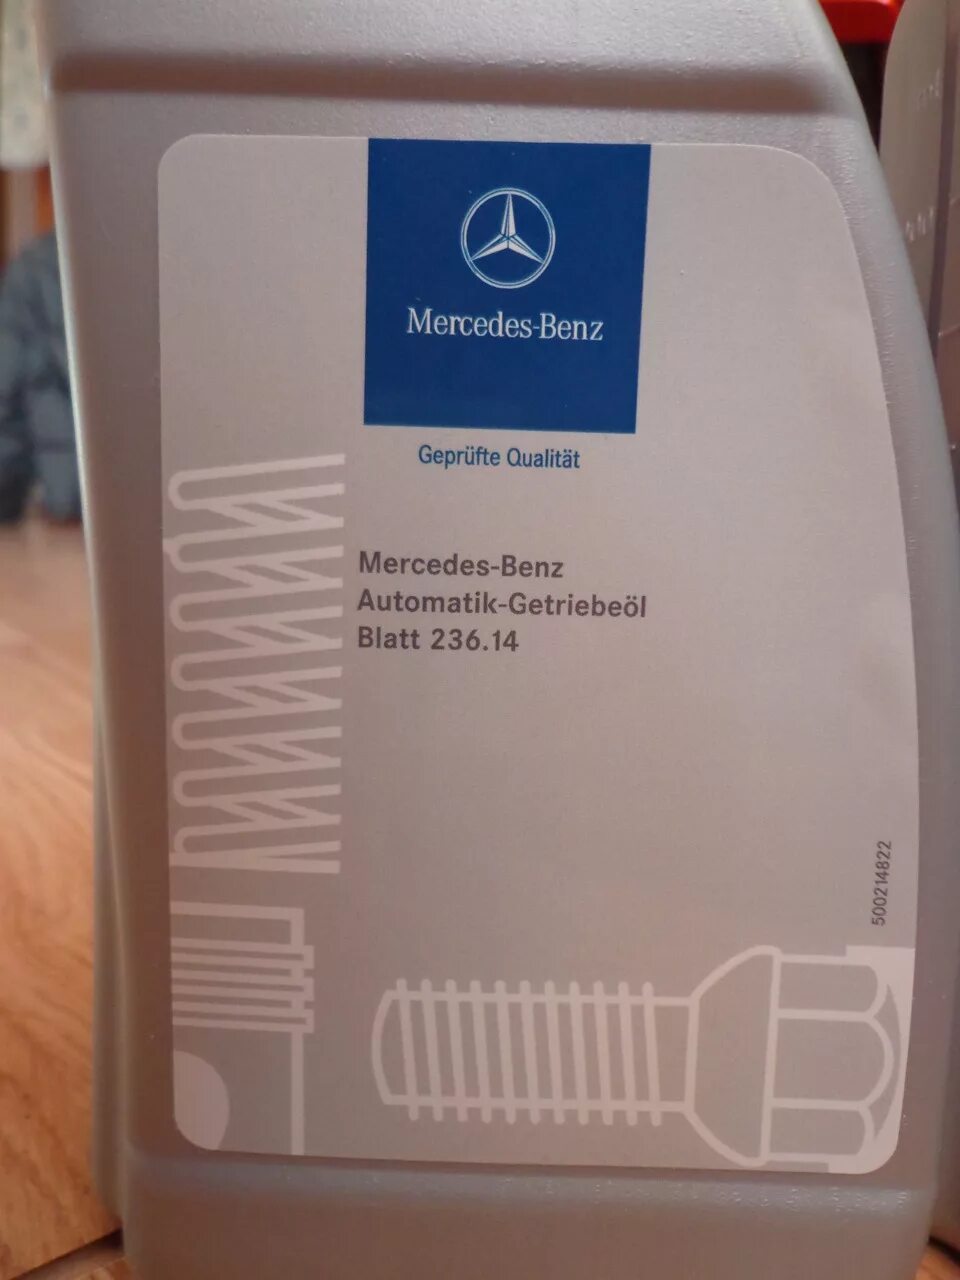 Mercedes-Benz
Geprüfte Qualität
Mercedes-Benz
Automatik-Getriebeöl
Blatt 236.14
500214822